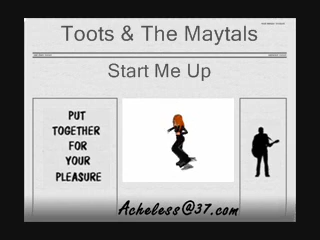 Toots & The Maytals
Start Me Up
PUT
TOGETHER
FOR
YOUR
PLEASURE
Acheless@37.com